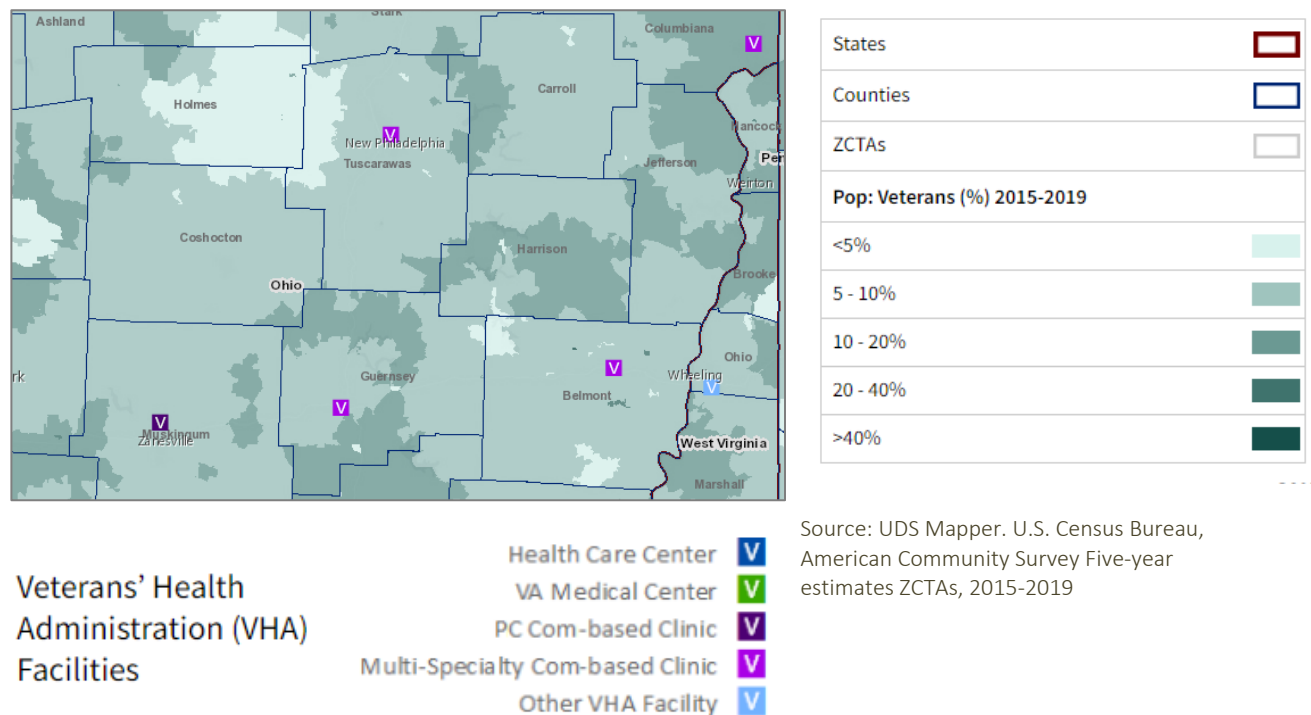 Ashland
Stark
Columbiana
V
Holmes
Carroll
V
New Philadelphia
Tuscarawas
Hancock
Jefferson
Weirton
Coshocton
Harrison
Brooke
Ohio
Ohio
V
Wheeling
V
Guernsey
Belmont
V
V
Muskingum
Zanesville
West Virginia
Marshall
States
Counties
ZCTAs
Pop: Veterans (%) 2015-2019
<5%
5 - 10%
10 - 20%
20 - 40%
>40%
Source: UDS Mapper. U.S. Census Bureau,
American Community Survey Five-year
estimates ZCTAs, 2015-2019
Veterans’ Health
Administration (VHA)
Facilities
Health Care Center V
VA Medical Center V
PC Com-based Clinic V
Multi-Specialty Com-based Clinic V
Other VHA Facility V